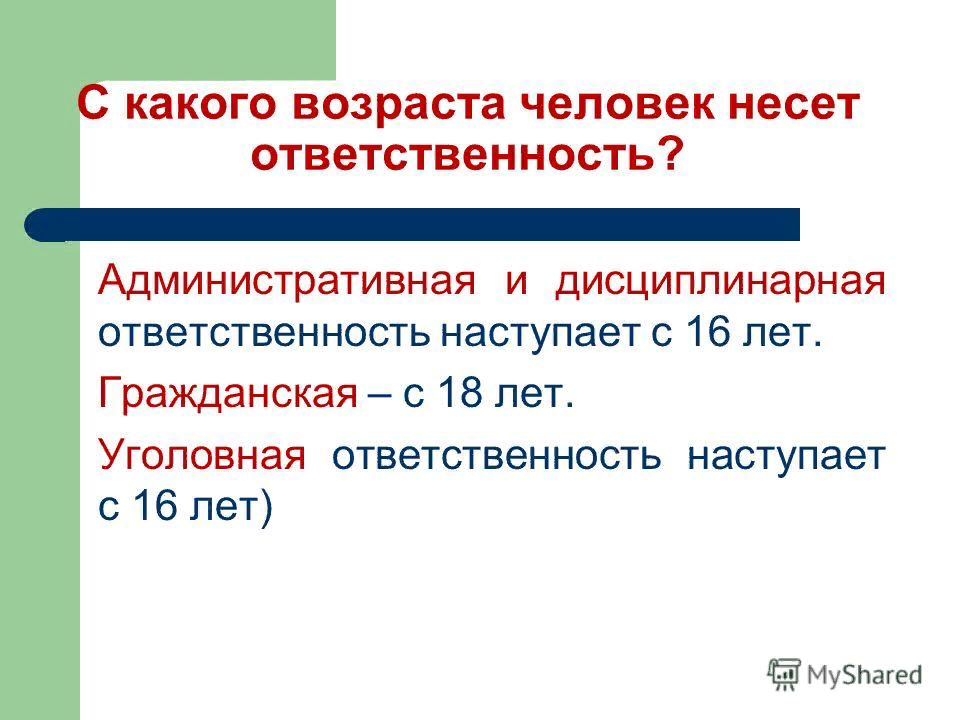 С какого возраста человек несет
ответственность?
Административная и дисциплинарная
ответственность наступает с 16 лет.
Гражданская – с 18 лет.
Уголовная ответственность наступает
с 16 лет)
MyShared